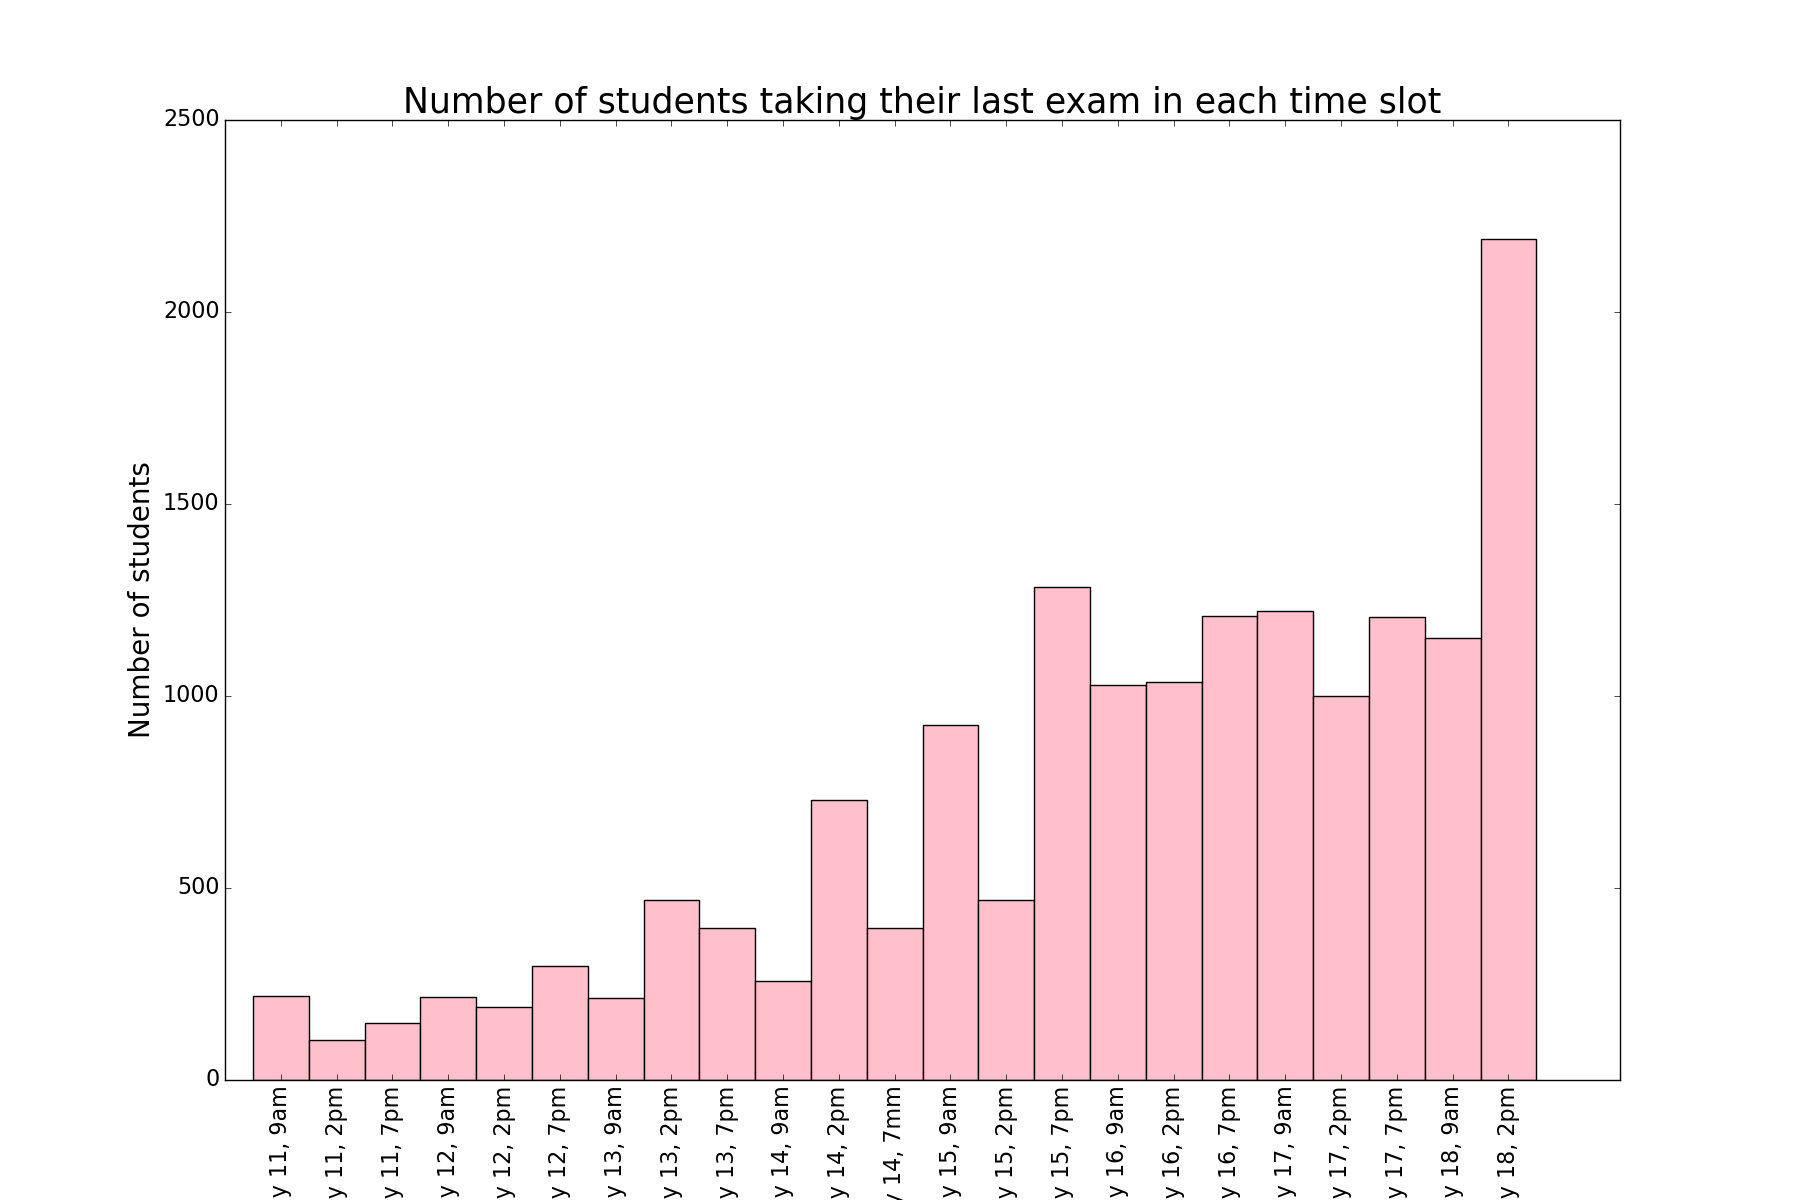 Number of students taking their last exam in each time slot
Number of students
2500
2000
1500
1000
500
0
y 11, 9am
y 11, 2pm
y 11, 7pm
y 12, 9am
y 12, 2pm
y 12, 7pm
y 13, 9am
y 13, 2pm
y 13, 7pm
y 14, 9am
y 14, 2pm
y 14, 7mm
y 15, 9am
y 15, 2pm
y 15, 7pm
y 16, 9am
y 16, 2pm
y 16, 7pm
y 17, 9am
y 17, 2pm
y 17, 7pm
y 18, 9am
y 18, 2pm